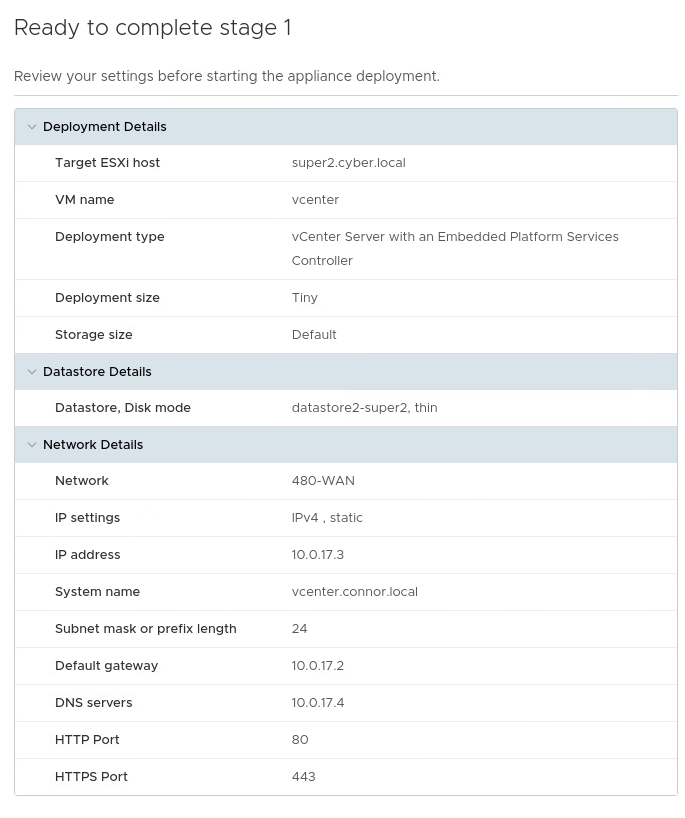 Ready to complete stage 1
Review your settings before starting the appliance deployment.
Deployment Details
Target ESXi host super2.cyber.local
VM name vcenter
Deployment type vCenter Server with an Embedded Platform Services
Controller
Deployment size Tiny
Storage size Default
Datastore Details
Datastore, Disk mode datastore2-super2, thin
Network Details
Network 480-WAN
IP settings IPv4 , static
IP address 10.0.17.3
System name vcenter.connor.local
Subnet mask or prefix length 24
Default gateway 10.0.17.2
DNS servers 10.0.17.4
HTTP Port 80
HTTPS Port 443